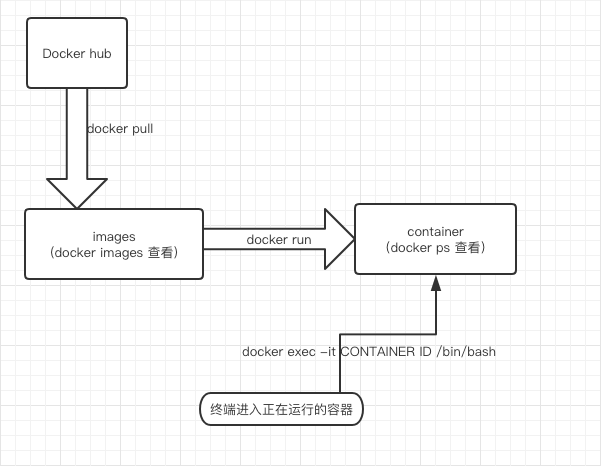 Docker hub
docker pull
images
（docker images 查看）
docker run
container
（docker ps 查看）
docker exec -it CONTAINER ID /bin/bash
终端进入正在运行的容器